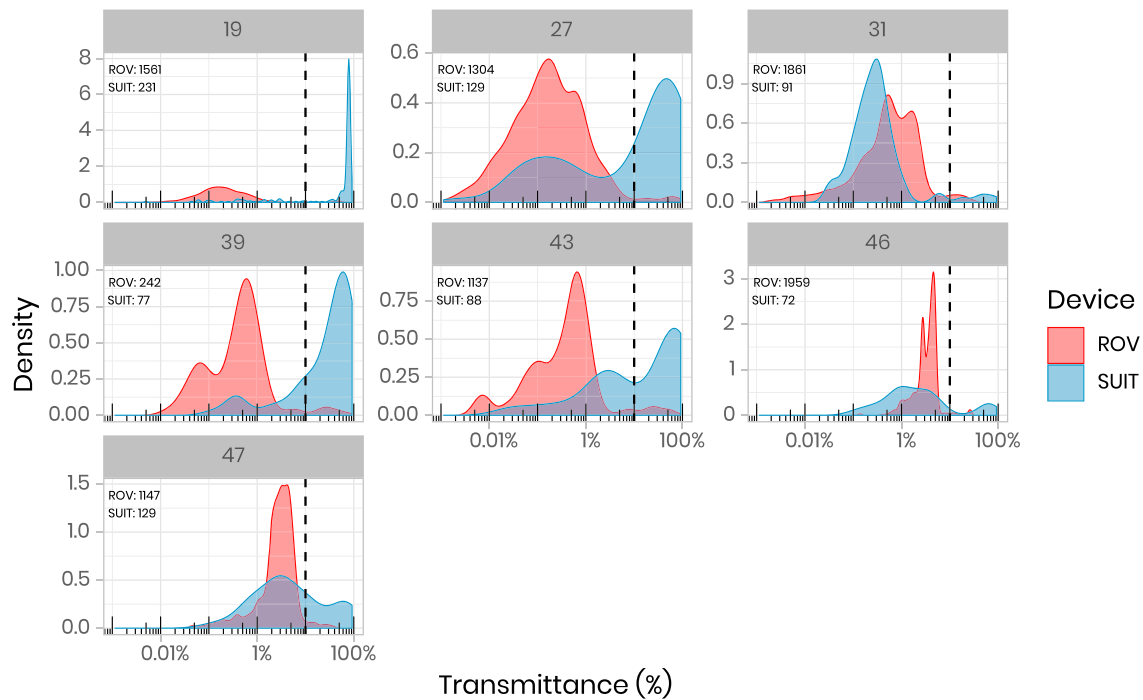 19
27
31
8
6
4
2
0
ROV: 1561
SUIT: 231
0.6
0.4
0.2
0.0
ROV: 1304
SUIT: 129
0.9
0.6
0.3
0.0
ROV: 1861
SUIT: 91
39
43
46
1.00
0.75
0.50
0.25
0.00
ROV: 242
SUIT: 77
0.75
0.50
0.25
0.00
ROV: 1137
SUIT: 88
3
2
1
0
ROV: 1959
SUIT: 72
0.01% 1% 100%
0.01% 1% 100%
47
1.5
1.0
0.5
0.0
ROV: 1147
SUIT: 129
0.01% 1% 100%
Density
Transmittance (%)
Device
ROV
SUIT